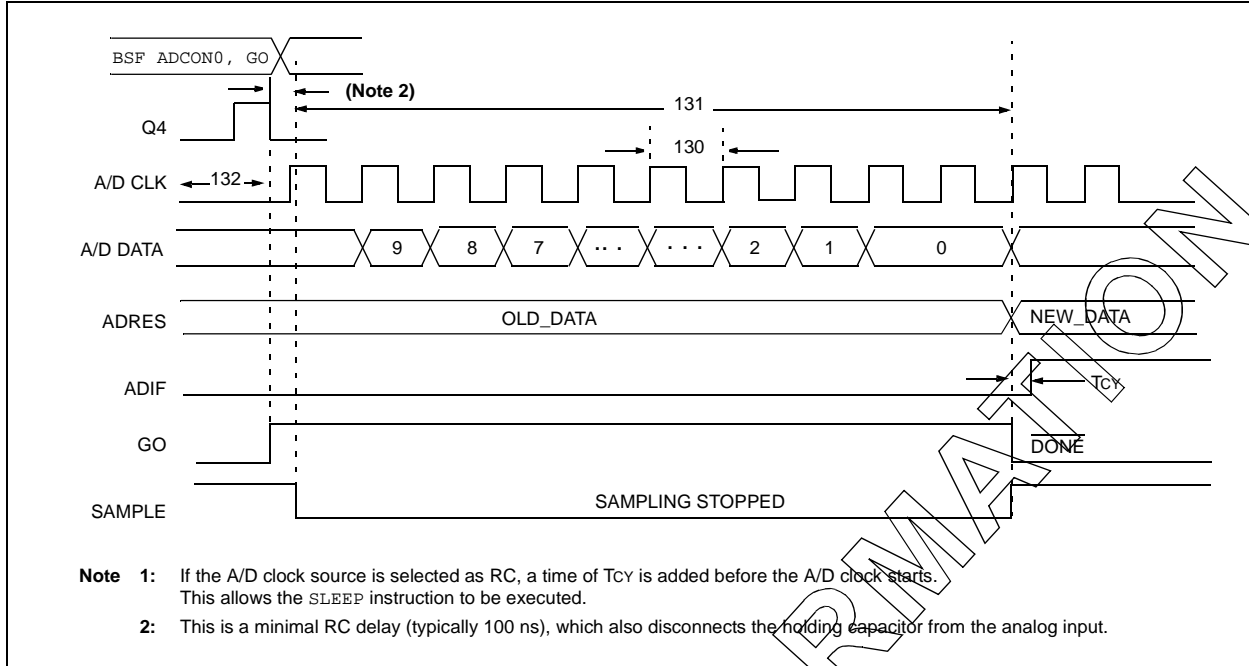 BSF ADCON0, GO
(Note 2)
131
Q4
130
A/D CLK
132
A/D DATA
9 8 7 . . . . . . 2 1 0
ADRES
OLD_DATA
NEW_DATA
ADIF
TCY
GO
DONE
SAMPLE
SAMPLING STOPPED
Note 1: If the A/D clock source is selected as RC, a time of TCY is added before the A/D clock starts.
This allows the SLEEP instruction to be executed.
2: This is a minimal RC delay (typically 100 ns), which also disconnects the holding capacitor from the analog input.
RMATION